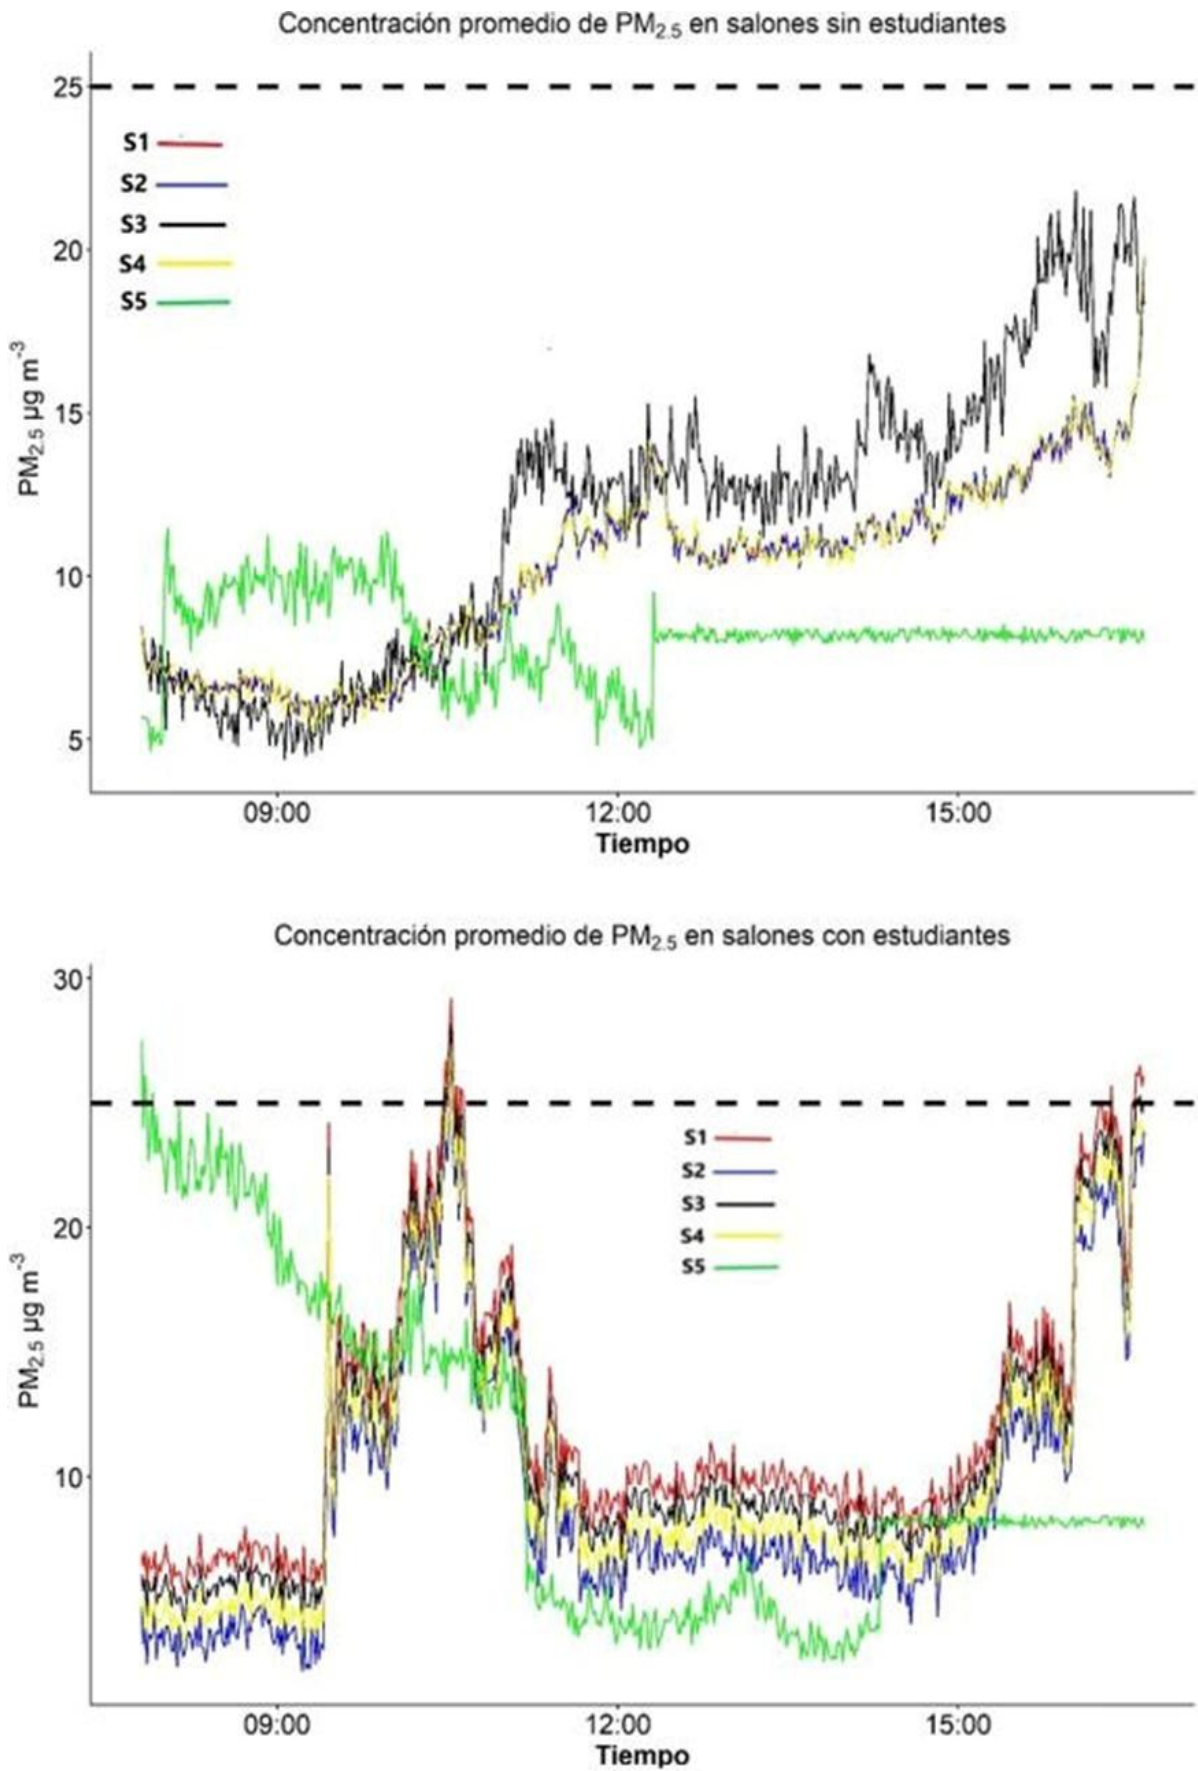 Concentración promedio de PM2.5 en salones sin estudiantes
25
S1
S2
S3
S4
S5
20
15
10
5
PM2.5 µg m-3
09:00 12:00 15:00
Tiempo
Concentración promedio de PM2.5 en salones con estudiantes
30
S1
S2
S3
S4
S5
20
10
PM2.5 µg m-3
09:00 12:00 15:00
Tiempo